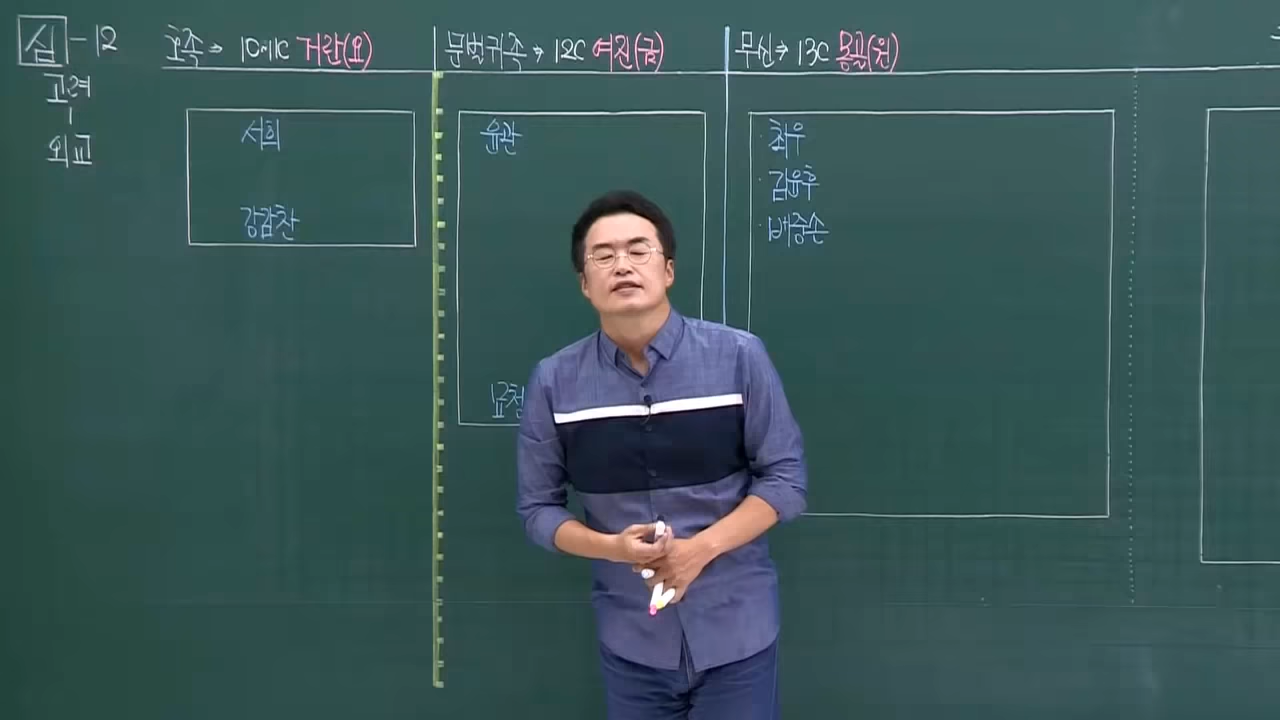 심-12
고려
외교
호족→ 10~11C 거란(요)
서희
강감찬
문벌귀족→ 12C 여진(금)
윤관
묘청
무신→ 13C 몽골(원)
· 최우
· 김윤후
· 배중손